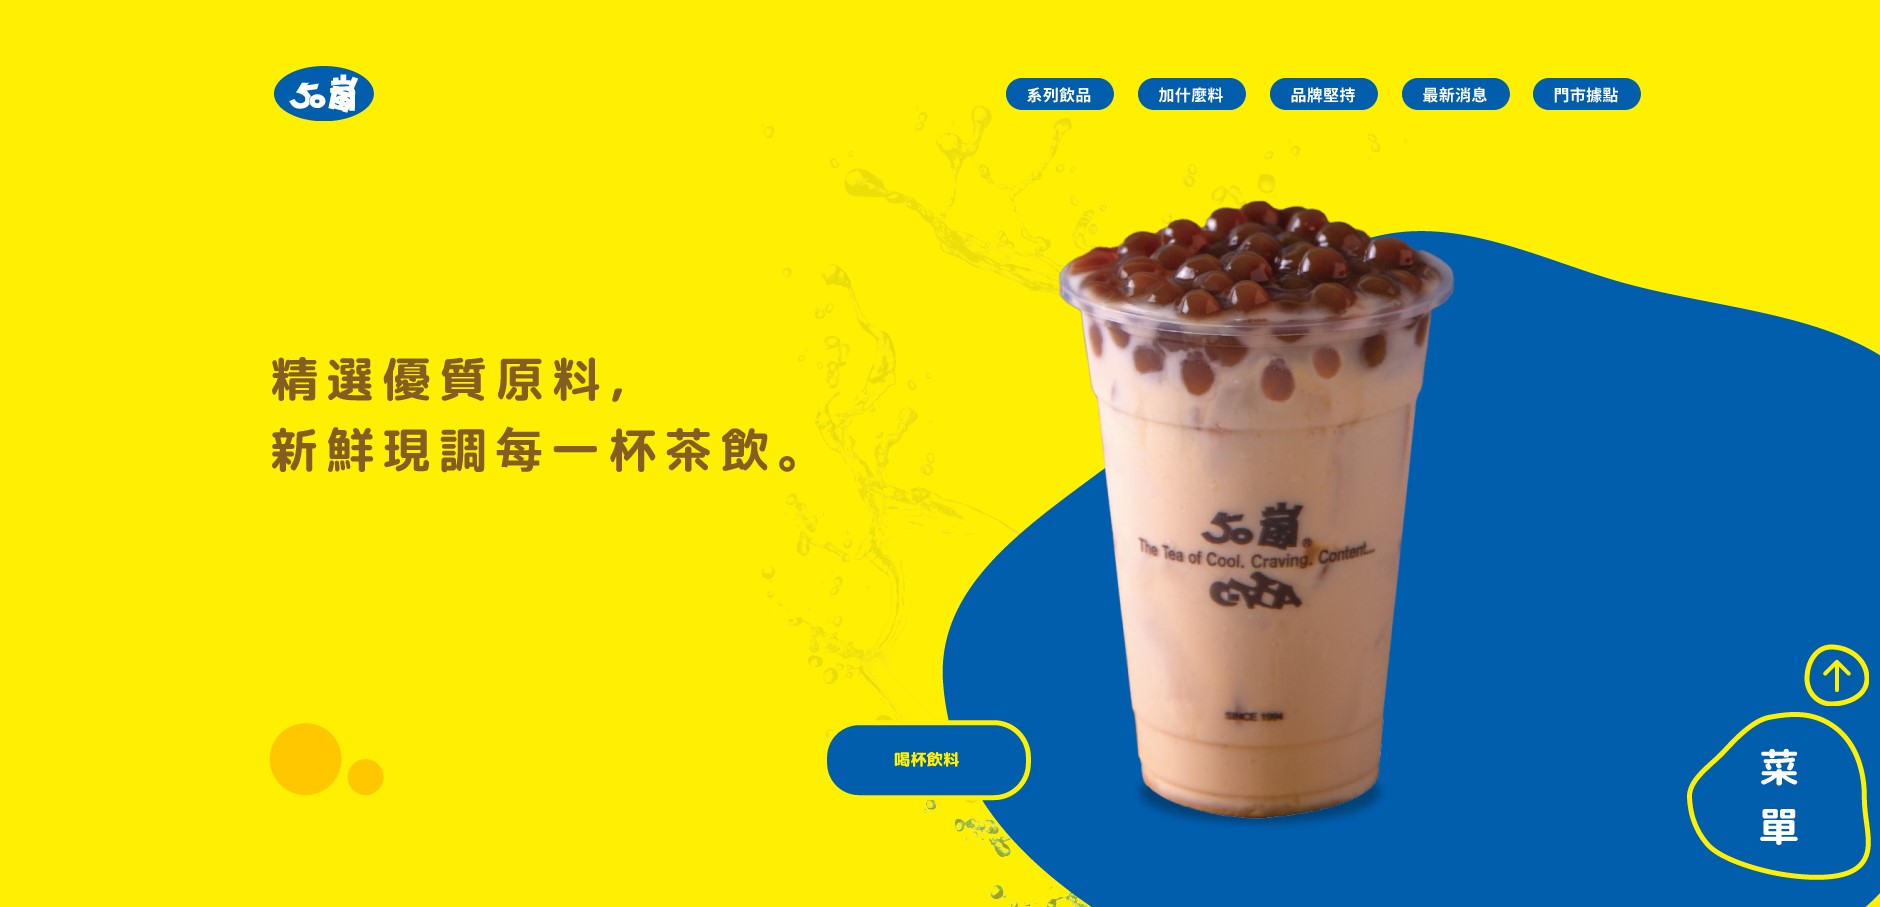 50嵐
系列飲品
加什麼料
品牌堅持
最新消息
門市據點
精選優質原料,
新鮮現調每一杯茶飲。
50嵐®
The Tea of Cool. Craving. Content...
SINCE 1994
喝杯飲料
菜
單